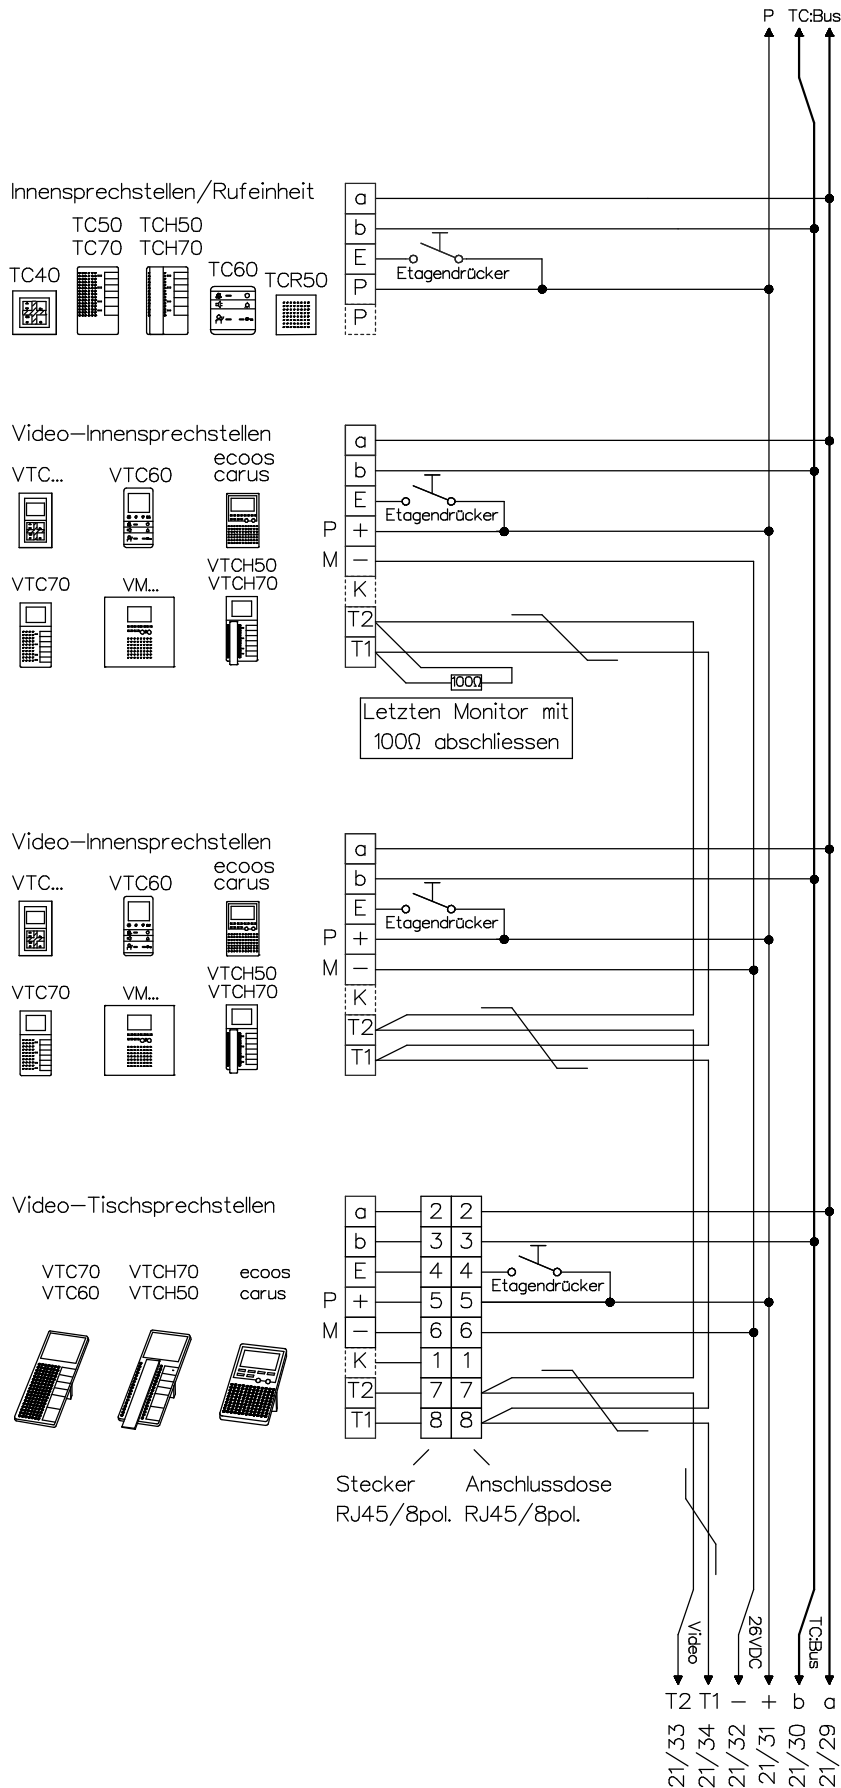 P TC:Bus
Innensprechstellen/Rufeinheit
TC50 TCH50
TC70 TCH70
TC40 TC60 TCR50
a
b
E
P
P
Etagendrücker
Video-Innensprechstellen
VTC... VTC60 ecoos
carus
VTC70 VM... VTCH50
VTCH70
a
b
E
P +
M -
K
T2
T1
Etagendrücker
100Ω
Letzten Monitor mit
100Ω abschliessen
Video-Innensprechstellen
VTC... VTC60 ecoos
carus
VTC70 VM... VTCH50
VTCH70
a
b
E
P +
M -
K
T2
T1
Etagendrücker
Video-Tischsprechstellen
VTC70 VTCH70 ecoos
VTC60 VTCH50 carus
a 2 2
b 3 3
E 4 4
P + 5 5
M - 6 6
K 1 1
T2 7 7
T1 8 8
Etagendrücker
Stecker Anschlussdose
RJ45/8pol. RJ45/8pol.
Video
26VDC
TC:Bus
T2 T1 - + b a
21/33
21/34
21/32
21/31
21/30
21/29